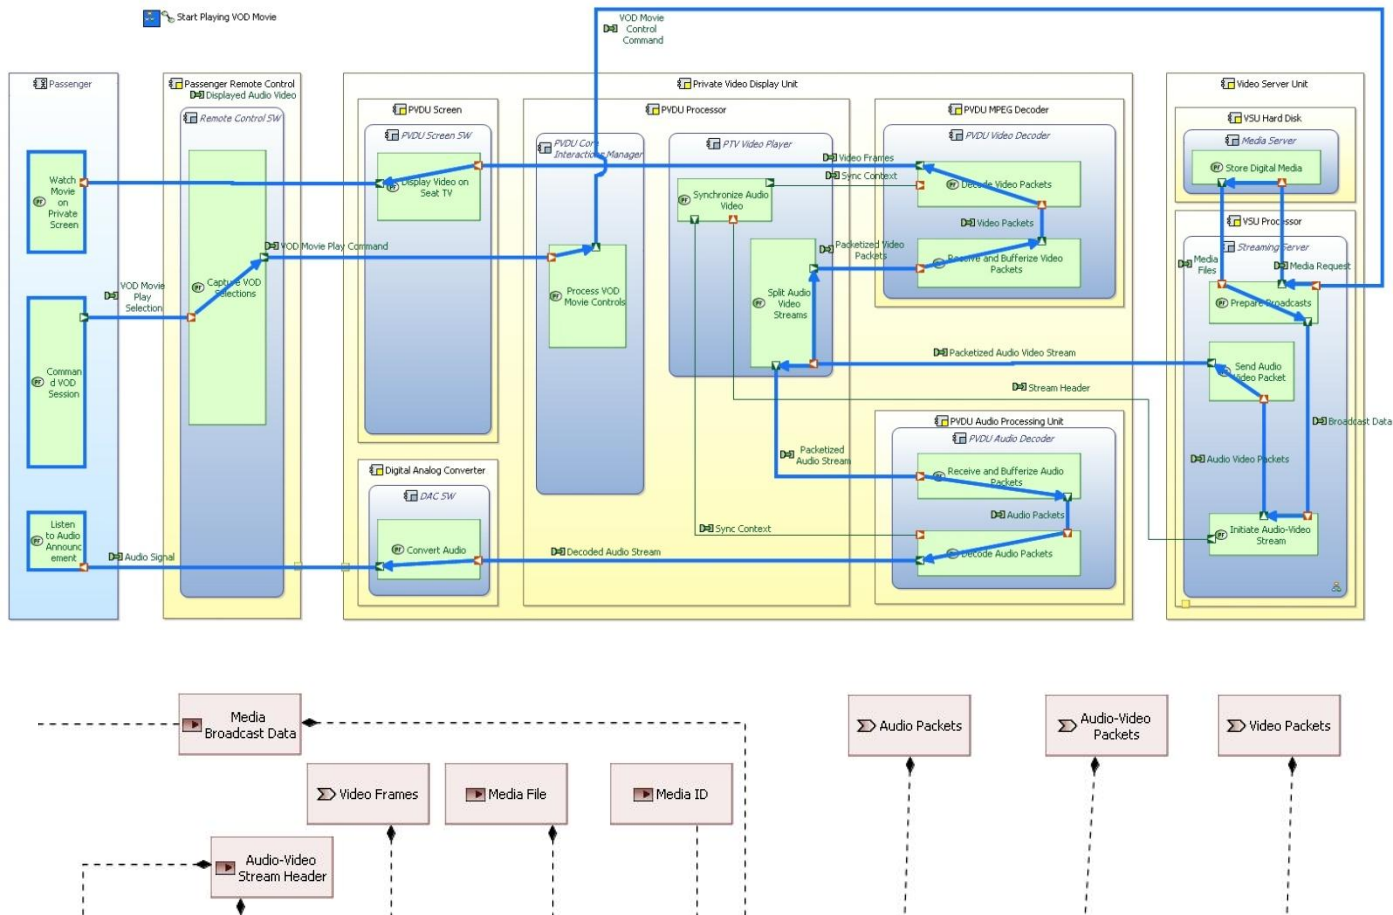 Start Playing VOD Movie
VOD Movie
Control
Command
Passenger
Passenger Remote Control
Displayed Audio Video
Remote Control SW
Private Video Display Unit
PVDU Screen
PVDU Screen SW
PVDU Processor
PVDU Core
Interactions Manager
PTV Video Player
PVDU MPEG Decoder
PVDU Video Decoder
Video Server Unit
VSU Hard Disk
Media Server
Store Digital Media
Watch
Movie
on
Private
Screen
Display Video on
Seat TV
Synchronize Audio
Video
Video Frames
Sync Context
Decode Video Packets
Video Packets
VSU Processor
Streaming Server
VOD Movie Play Command
Packetized Video
Packets
Receive and Bufferize Video
Packets
Media
Files
Media Request
VOD Movie
Play
Selection
Capture VOD
Selections
Process VOD
Movie Controls
Split Audio
Video
Streams
Prepare Broadcasts
Comman
d VOD
Session
Packetized Audio Video Stream
Send Audio
Video Packet
Stream Header
Broadcast Data
PVDU Audio Processing Unit
PVDU Audio Decoder
Packetized
Audio Stream
Audio Video Packets
Digital Analog Converter
DAC SW
Receive and Bufferize Audio
Packets
Audio Packets
Listen
to Audio
Announc
ement
Sync Context
Initiate Audio-Video
Stream
Audio Signal
Convert Audio
Decoded Audio Stream
Decode Audio Packets
Media
Broadcast Data
Audio Packets
Audio-Video
Packets
Video Packets
Video Frames
Media File
Media ID
Audio-Video
Stream Header